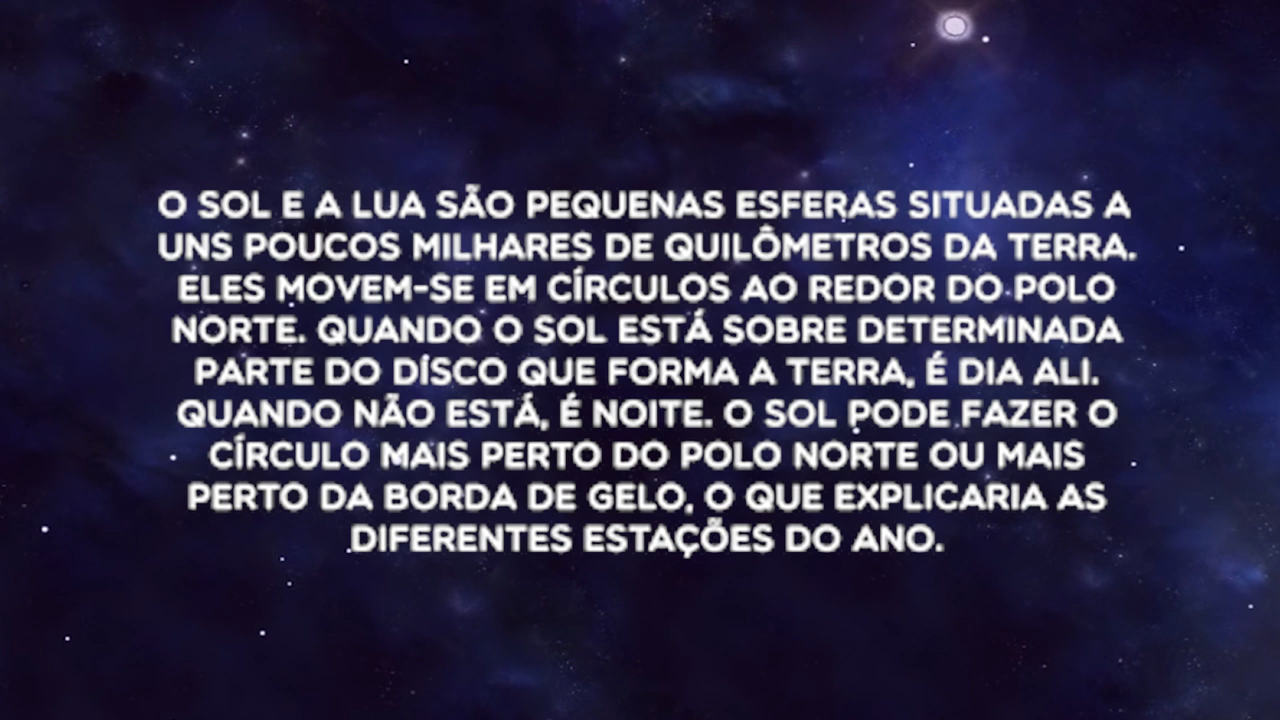 O SOL E A LUA SÃO PEQUENAS ESFERAS SITUADAS A
UNS POUCOS MILHARES DE QUILÔMETROS DA TERRA.
ELES MOVEM-SE EM CÍRCULOS AO REDOR DO POLO
NORTE. QUANDO O SOL ESTÁ SOBRE DETERMINADA
PARTE DO DÍSCO QUE FORMA A TERRA, É DIA ALI.
QUANDO NÃO ESTÁ, É NOITE. O SOL PODE FAZER O
CÍRCULO MAIS PERTO DO POLO NORTE OU MAIS
PERTO DA BORDA DE GELO, O QUE EXPLICARIA AS
DIFERENTES ESTAÇÕES DO ANO.